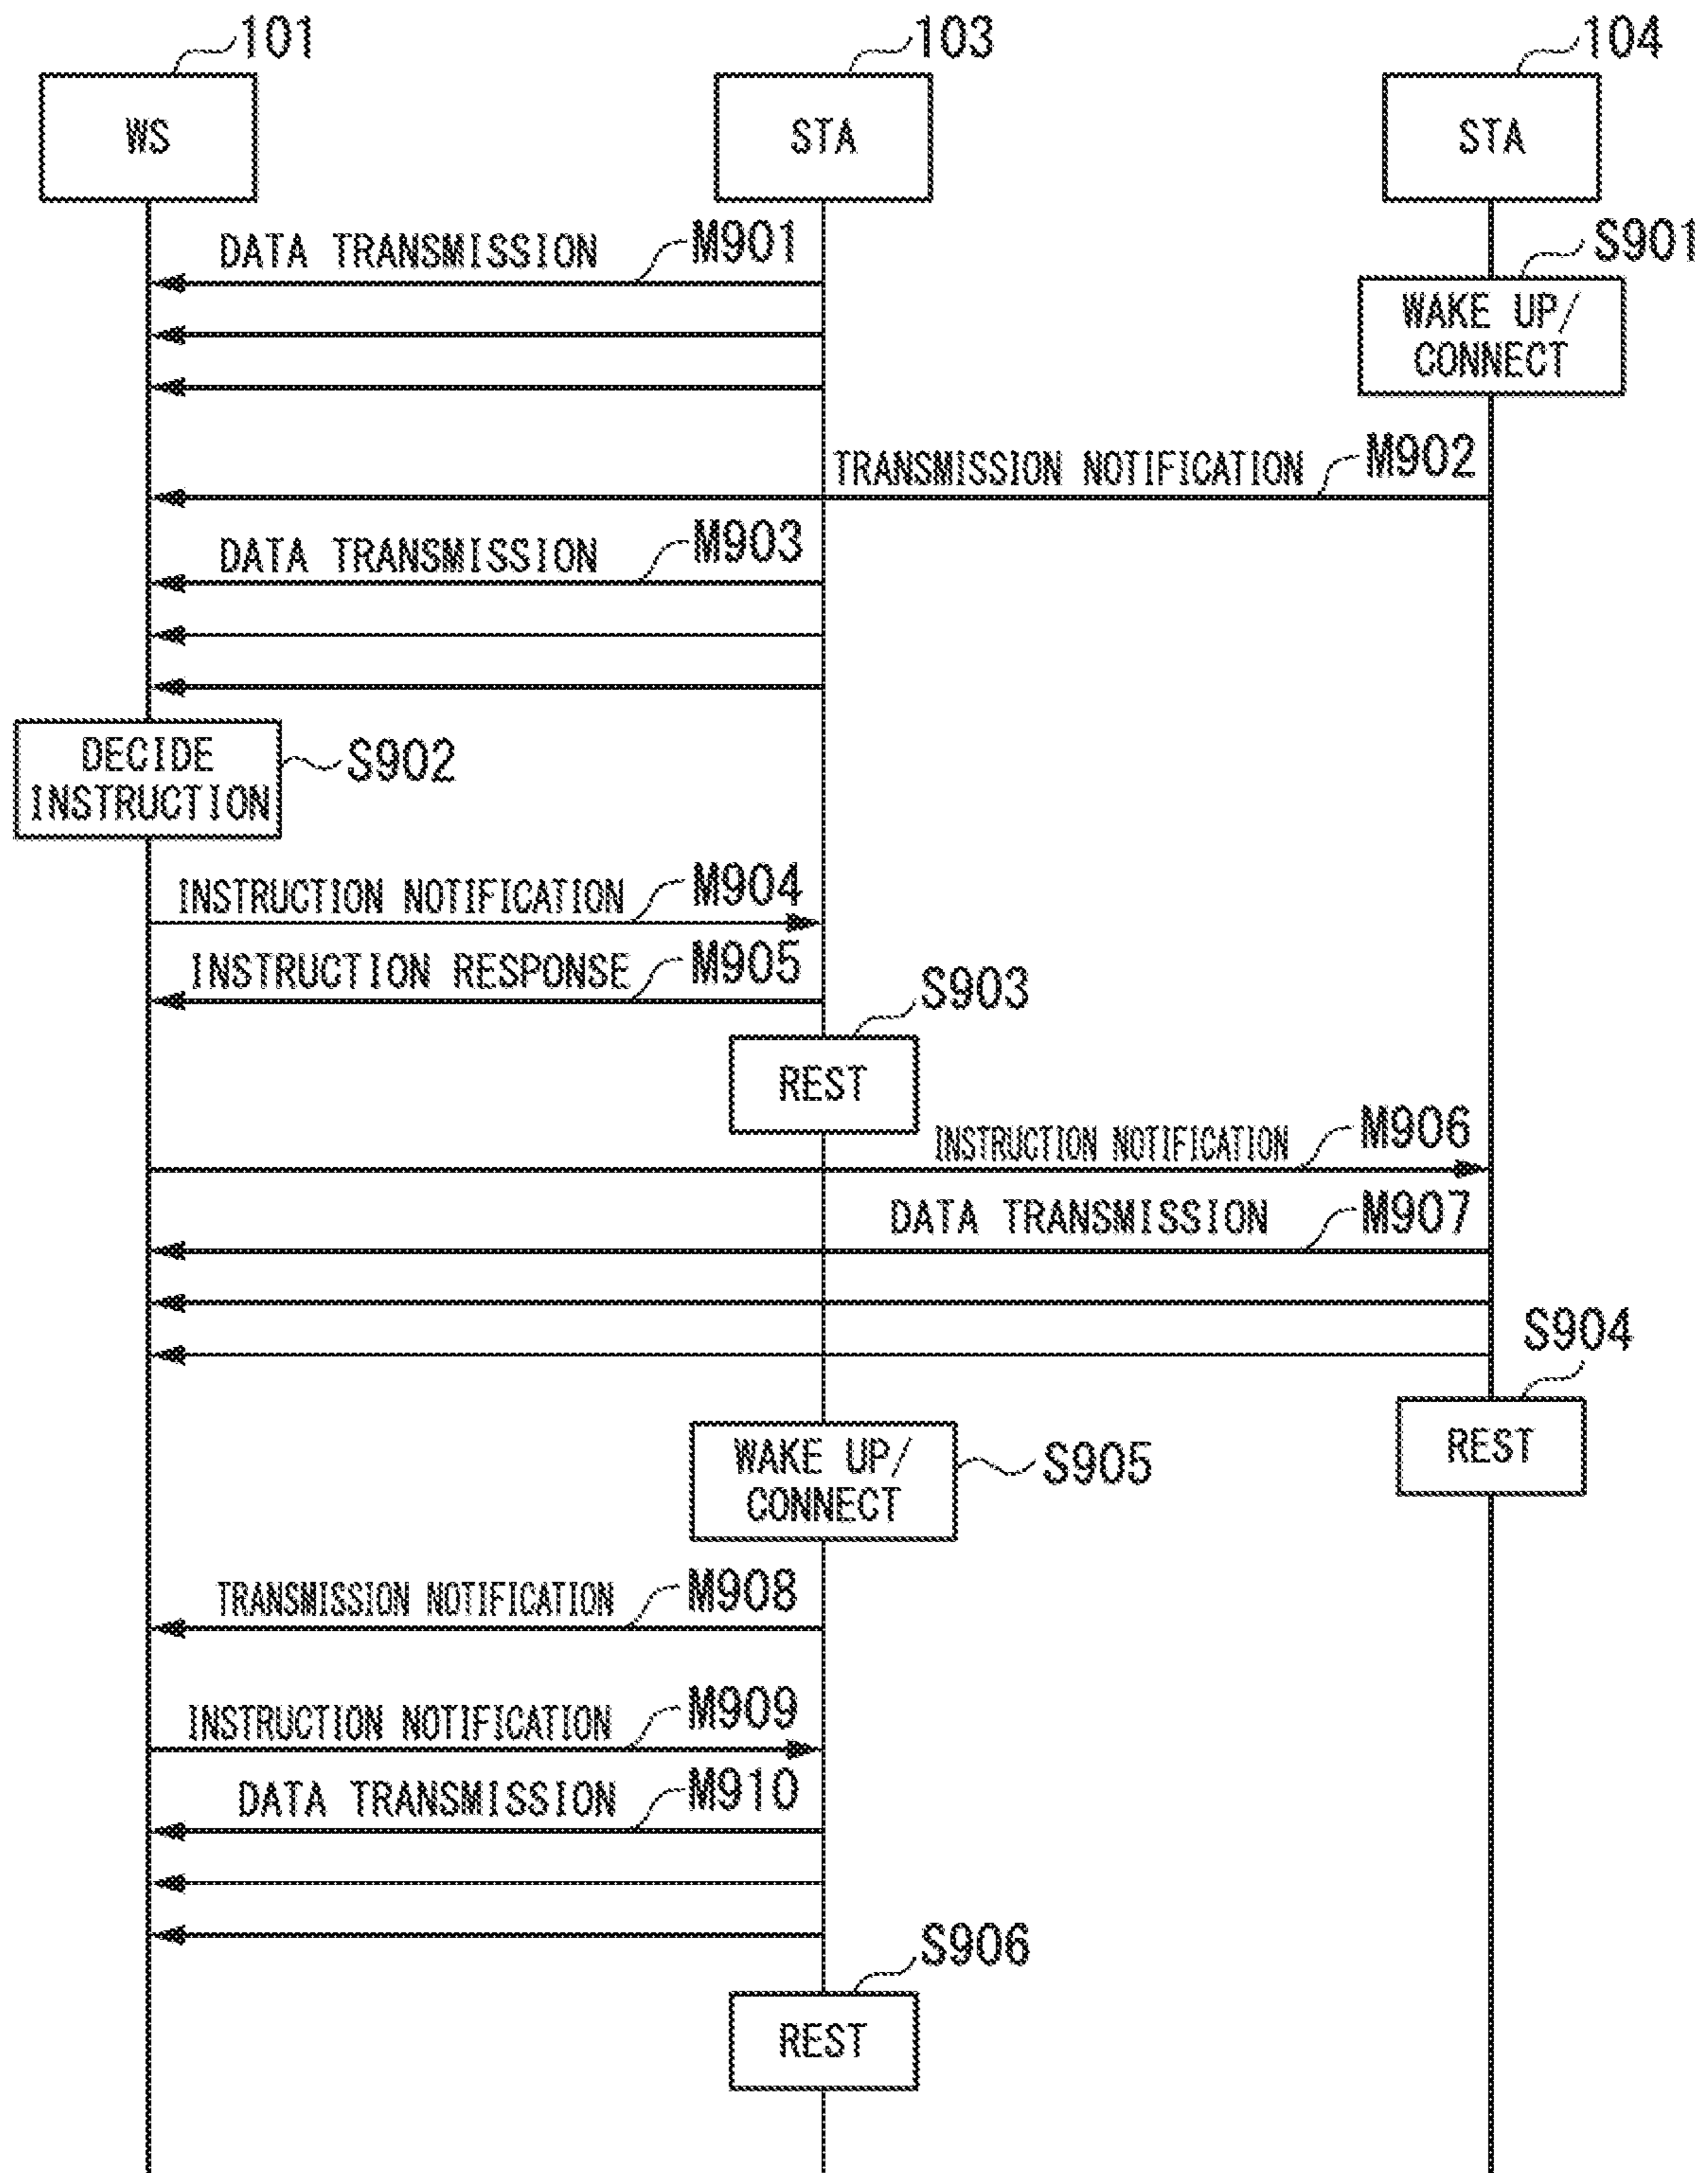 101
103
104
WS
STA
STA
DATA TRANSMISSION
M901
S901
WAKE UP/
CONNECT
TRANSMISSION NOTIFICATION
M902
DATA TRANSMISSION
M903
DECIDE
INSTRUCTION
S902
INSTRUCTION NOTIFICATION
M904
INSTRUCTION RESPONSE
M905
S903
REST
INSTRUCTION NOTIFICATION
M906
DATA TRANSMISSION
M907
S904
REST
WAKE UP/
CONNECT
S905
TRANSMISSION NOTIFICATION
M908
INSTRUCTION NOTIFICATION
M909
DATA TRANSMISSION
M910
S906
REST